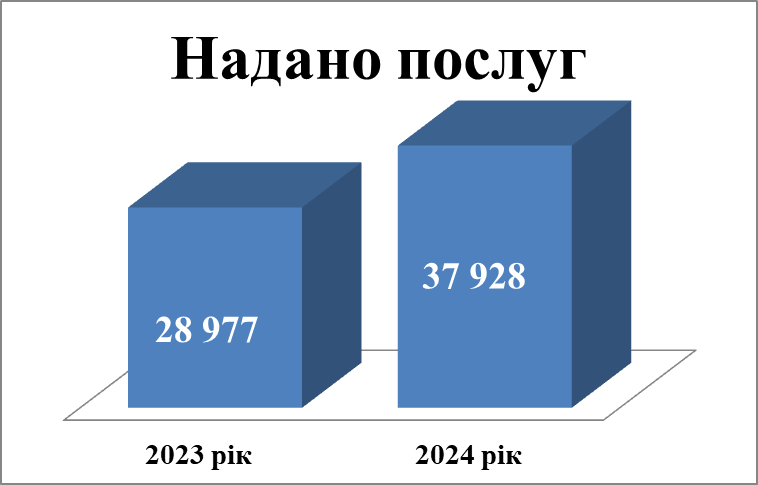 Надано послуг
37 928
28 977
2023 рік
2024 рік